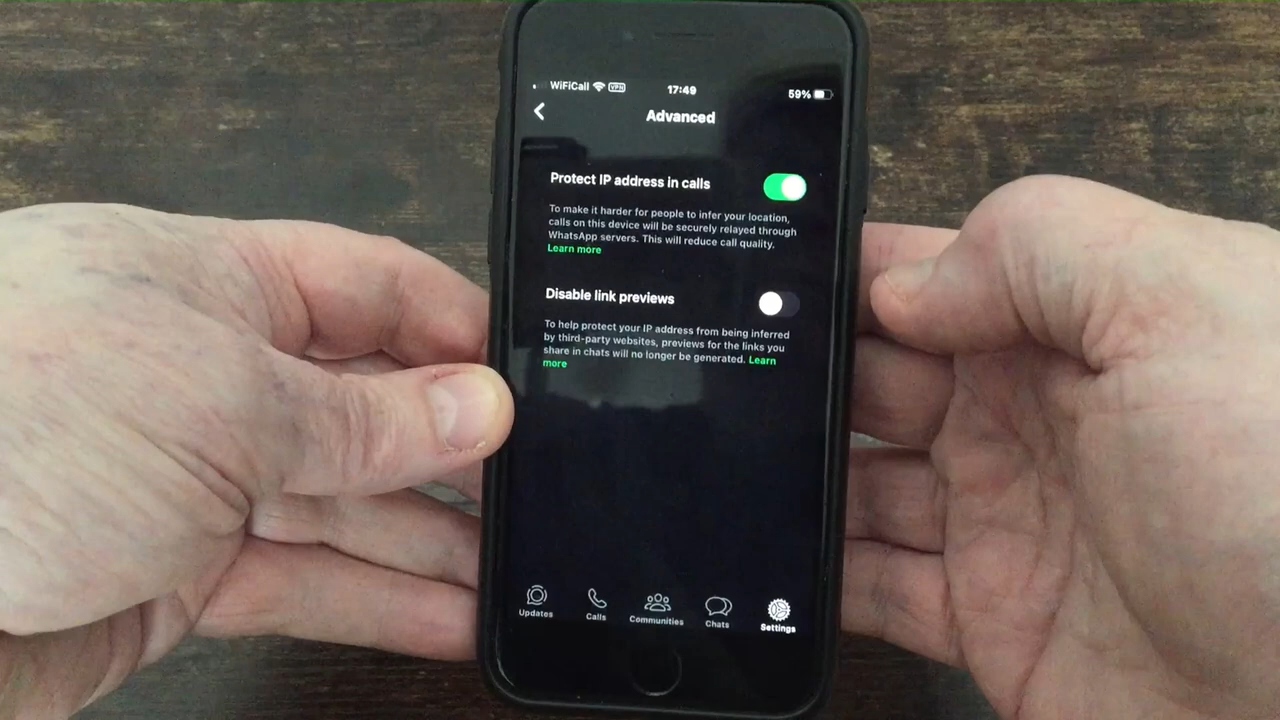 WiFiCall VPN 17:49 59%
Advanced
Protect IP address in calls
To make it harder for people to infer your location,
calls on this device will be securely relayed through
WhatsApp servers. This will reduce call quality.
Learn more
Disable link previews
To help protect your IP address from being inferred
by third-party websites, previews for the links you
share in chats will no longer be generated. Learn
more
Updates Calls Communities Chats Settings